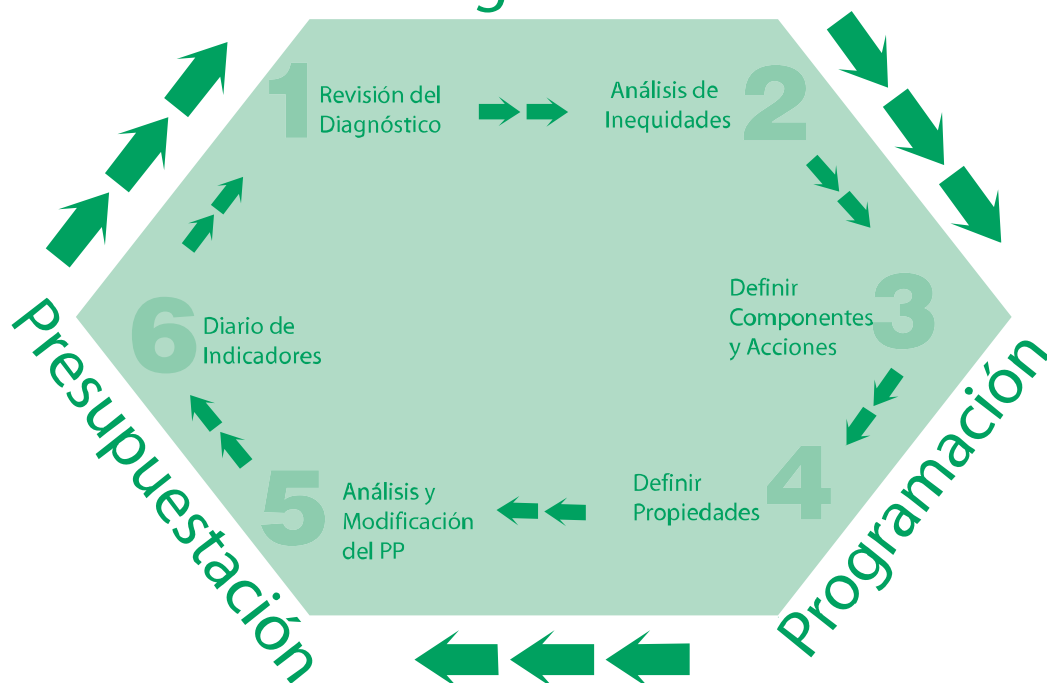 1
Revisión del
Diagnóstico
Análisis de
Inequidades
2
Definir
Componentes
y Acciones
3
Definir
Propiedades
4
5
Análisis y
Modificación
del PP
6
Diario de
Indicadores
Programación
Presupuestación